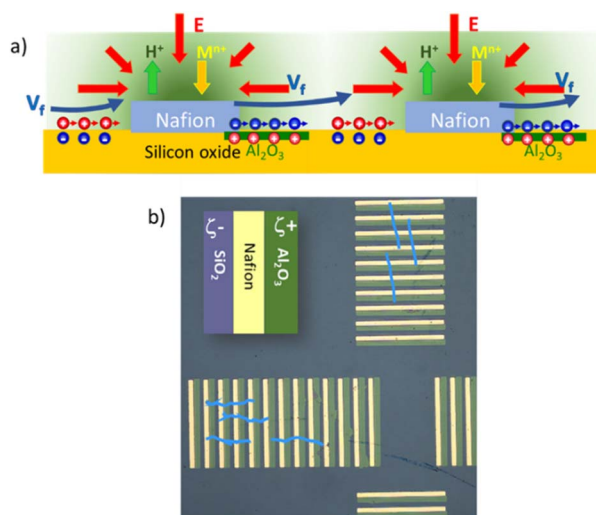 a)
E
E
H⁺
Mⁿ⁺
H⁺
Mⁿ⁺
V_f
V_f
V_f
Nafion
Nafion
Silicon oxide
Al₂O₃
Al₂O₃
b)
ζ⁻ SiO₂
Nafion
ζ⁺ Al₂O₃